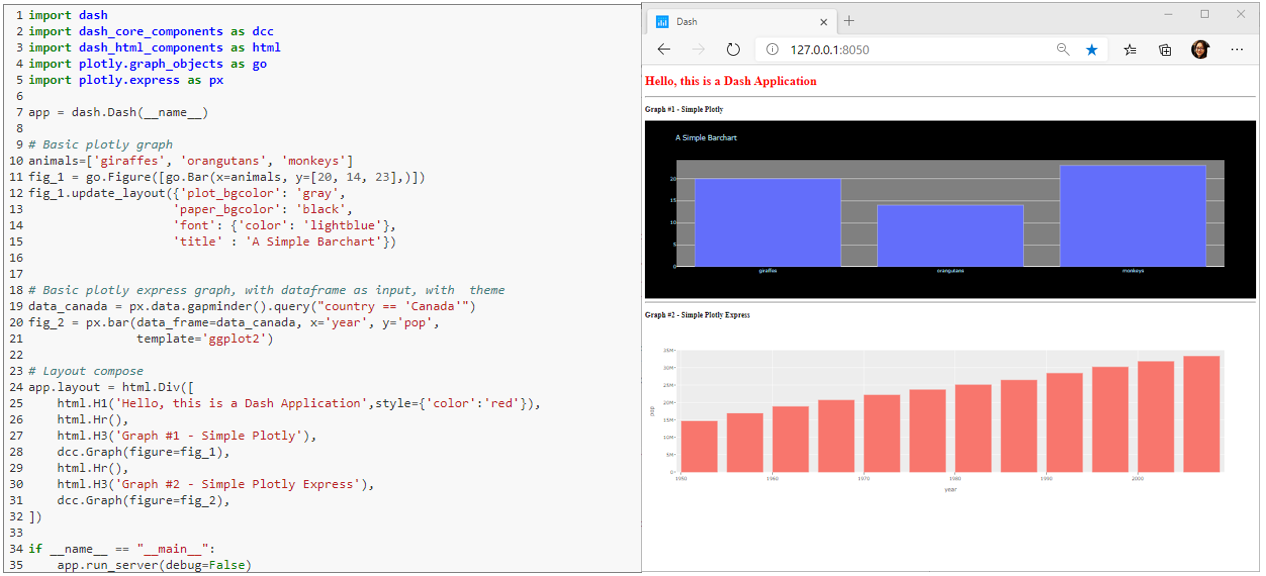 1 import dash
2 import dash_core_components as dcc
3 import dash_html_components as html
4 import plotly.graph_objects as go
5 import plotly.express as px
6
7 app = dash.Dash(__name__)
8
9 # Basic plotly graph
10 animals=['giraffes', 'orangutans', 'monkeys']
11 fig_1 = go.Figure([go.Bar(x=animals, y=[20, 14, 23],)])
12 fig_1.update_layout({'plot_bgcolor': 'gray',
13 'paper_bgcolor': 'black',
14 'font': {'color': 'lightblue'},
15 'title' : 'A Simple Barchart'})
16
17
18 # Basic plotly express graph, with dataframe as input, with  theme
19 data_canada = px.data.gapminder().query("country == 'Canada'")
20 fig_2 = px.bar(data_frame=data_canada, x='year', y='pop',
21 template='ggplot2')
22
23 # Layout compose
24 app.layout = html.Div([
25 html.H1('Hello, this is a Dash Application',style={'color':'red'}),
26 html.Hr(),
27 html.H3('Graph #1 - Simple Plotly'),
28 dcc.Graph(figure=fig_1),
29 html.Hr(),
30 html.H3('Graph #2 - Simple Plotly Express'),
31 dcc.Graph(figure=fig_2),
32 ])
33
34 if __name__ == "__main__":
35 app.run_server(debug=False)
Dash
127.0.0.1:8050
Hello, this is a Dash Application
Graph #1 - Simple Plotly
A Simple Barchart
20
15
10
5
0
giraffes orangutans monkeys
Graph #2 - Simple Plotly Express
35M
30M
25M
20M
15M
10M
5M
0
pop
1950 1960 1970 1980 1990 2000
year